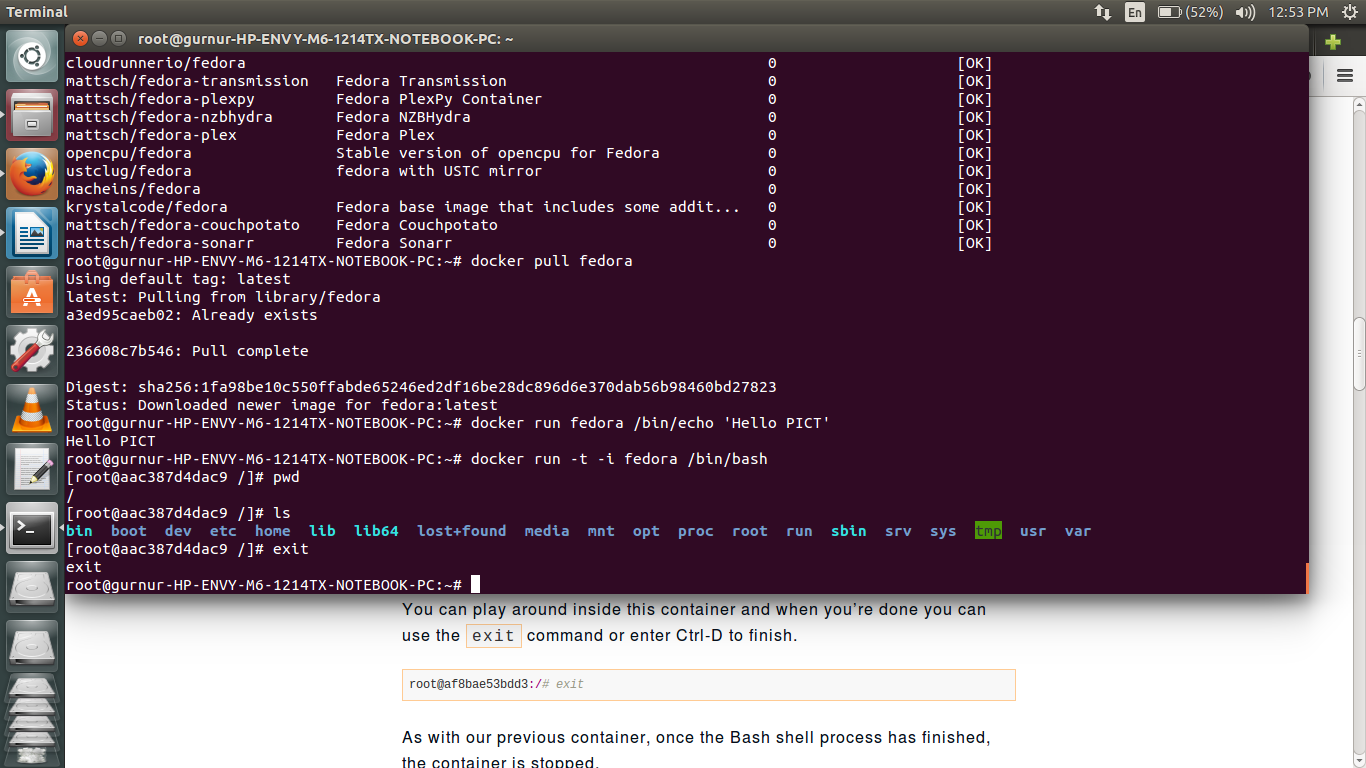 Terminal
En
(52%)
12:53 PM
root@gurnur-HP-ENVY-M6-1214TX-NOTEBOOK-PC: ~
cloudrunnerio/fedora 0 [OK]
mattsch/fedora-transmission Fedora Transmission 0 [OK]
mattsch/fedora-plexpy Fedora PlexPy Container 0 [OK]
mattsch/fedora-nzbhydra Fedora NZBHydra 0 [OK]
mattsch/fedora-plex Fedora Plex 0 [OK]
opencpu/fedora Stable version of opencpu for Fedora 0 [OK]
ustclug/fedora fedora with USTC mirror 0 [OK]
macheins/fedora 0 [OK]
krystalcode/fedora Fedora base image that includes some addit... 0 [OK]
mattsch/fedora-couchpotato Fedora Couchpotato 0 [OK]
mattsch/fedora-sonarr Fedora Sonarr 0 [OK]
root@gurnur-HP-ENVY-M6-1214TX-NOTEBOOK-PC:~# docker pull fedora
Using default tag: latest
latest: Pulling from library/fedora
a3ed95caeb02: Already exists
236608c7b546: Pull complete
Digest: sha256:1fa98be10c550ffabde65246ed2df16be28dc896d6e370dab56b98460bd27823
Status: Downloaded newer image for fedora:latest
root@gurnur-HP-ENVY-M6-1214TX-NOTEBOOK-PC:~# docker run fedora /bin/echo 'Hello PICT'
Hello PICT
root@gurnur-HP-ENVY-M6-1214TX-NOTEBOOK-PC:~# docker run -t -i fedora /bin/bash
[root@aac387d4dac9 /]# pwd
/
[root@aac387d4dac9 /]# ls
bin boot dev etc home lib lib64 lost+found media mnt opt proc root run sbin srv sys tmp usr var
[root@aac387d4dac9 /]# exit
exit
root@gurnur-HP-ENVY-M6-1214TX-NOTEBOOK-PC:~#
You can play around inside this container and when you’re done you can
use the exit command or enter Ctrl-D to finish.
root@af8bae53bdd3:/# exit
As with our previous container, once the Bash shell process has finished,
the container is stopped.